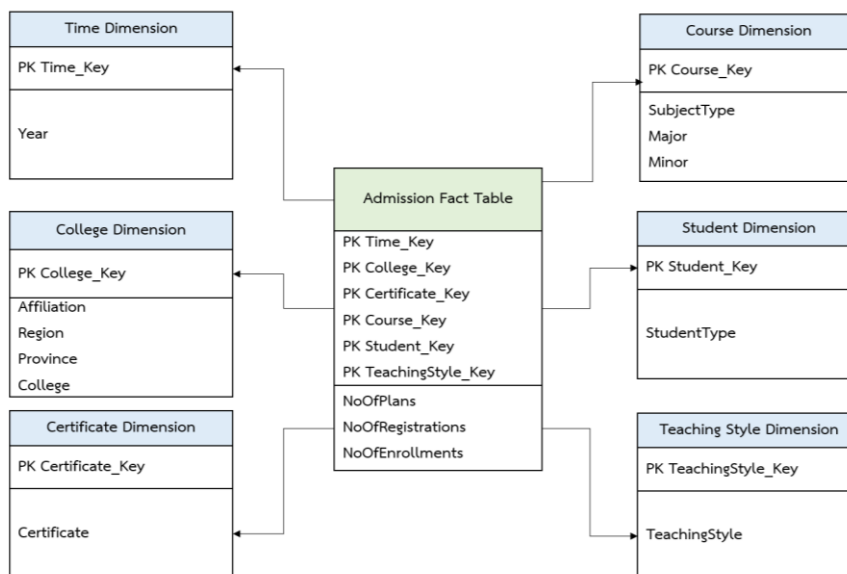 Time Dimension
PK Time_Key
Year
College Dimension
PK College_Key
Affiliation
Region
Province
College
Certificate Dimension
PK Certificate_Key
Certificate
Admission Fact Table
PK Time_Key
PK College_Key
PK Certificate_Key
PK Course_Key
PK Student_Key
PK TeachingStyle_Key
NoOfPlans
NoOfRegistrations
NoOfEnrollments
Course Dimension
PK Course_Key
SubjectType
Major
Minor
Student Dimension
PK Student_Key
StudentType
Teaching Style Dimension
PK TeachingStyle_Key
TeachingStyle